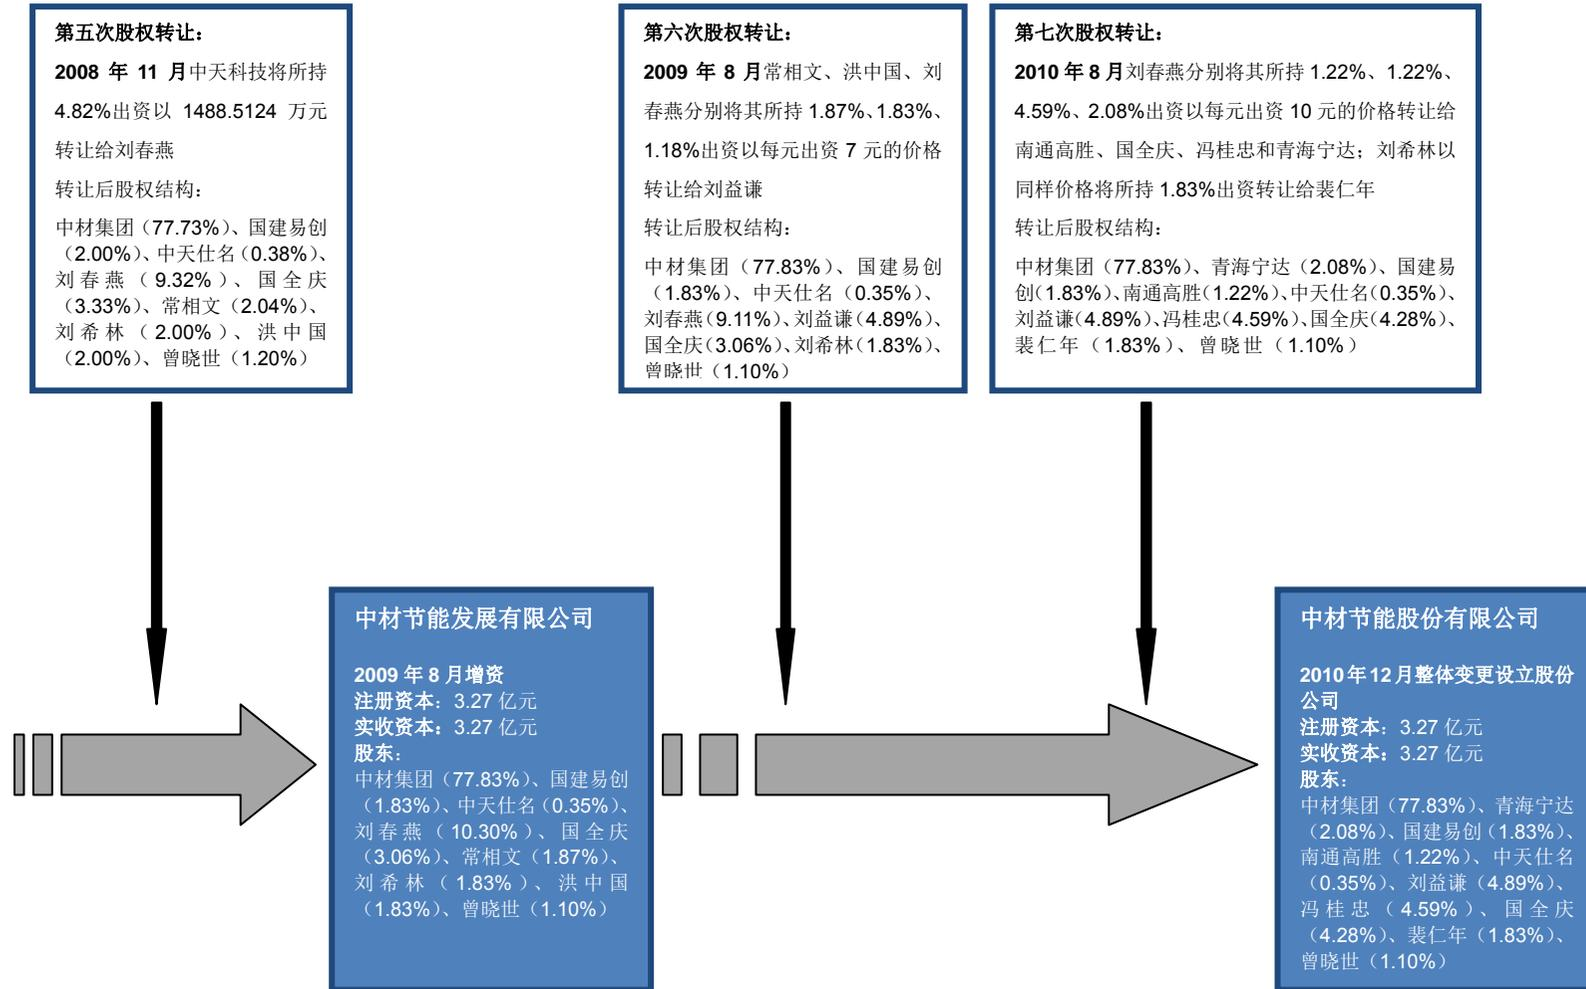 第五次股权转让：
2008 年 11 月中天科技将所持
4.82%出资以 1488.5124 万元
转让给刘春燕
转让后股权结构：
中材集团（77.73%）、国建易创
（2.00%）、中天仕名（0.38%）、
刘春燕（9.32%）、国全庆
（3.33%）、常相文（2.04%）、
刘希林（2.00%）、洪中国
（2.00%）、曾晓世（1.20%）
第六次股权转让：
2009 年 8 月常相文、洪中国、刘
春燕分别将其所持 1.87%、1.83%、
1.18%出资以每元出资 7 元的价格
转让给刘益谦
转让后股权结构：
中材集团（77.83%）、国建易创
（1.83%）、中天仕名（0.35%）、
刘春燕（9.11%）、刘益谦（4.89%）、
国全庆（3.06%）、刘希林（1.83%）、
曾晓世（1.10%）
第七次股权转让：
2010 年 8 月刘春燕分别将其所持 1.22%、1.22%、
4.59%、2.08%出资以每元出资 10 元的价格转让给
南通高胜、国全庆、冯桂忠和青海宁达；刘希林以
同样价格将所持 1.83%出资转让给裴仁年
转让后股权结构：
中材集团（77.83%）、青海宁达（2.08%）、国建易
创（1.83%）、南通高胜（1.22%）、中天仕名（0.35%）、
刘益谦（4.89%）、冯桂忠（4.59%）、国全庆（4.28%）、
裴仁年（1.83%）、曾晓世（1.10%）
中材节能发展有限公司
2009 年 8 月增资
注册资本：3.27 亿元
实收资本：3.27 亿元
股东：
中材集团（77.83%）、国建易创
（1.83%）、中天仕名（0.35%）、
刘春燕（10.30%）、国全庆
（3.06%）、常相文（1.87%）、
刘希林（1.83%）、洪中国
（1.83%）、曾晓世（1.10%）
中材节能股份有限公司
2010 年 12 月整体变更设立股份
公司
注册资本：3.27 亿元
实收资本：3.27 亿元
股东：
中材集团（77.83%）、青海宁达
（2.08%）、国建易创（1.83%）、
南通高胜（1.22%）、中天仕名
（0.35%）、刘益谦（4.89%）、
冯桂忠（4.59%）、国全庆
（4.28%）、裴仁年（1.83%）、
曾晓世（1.10%）